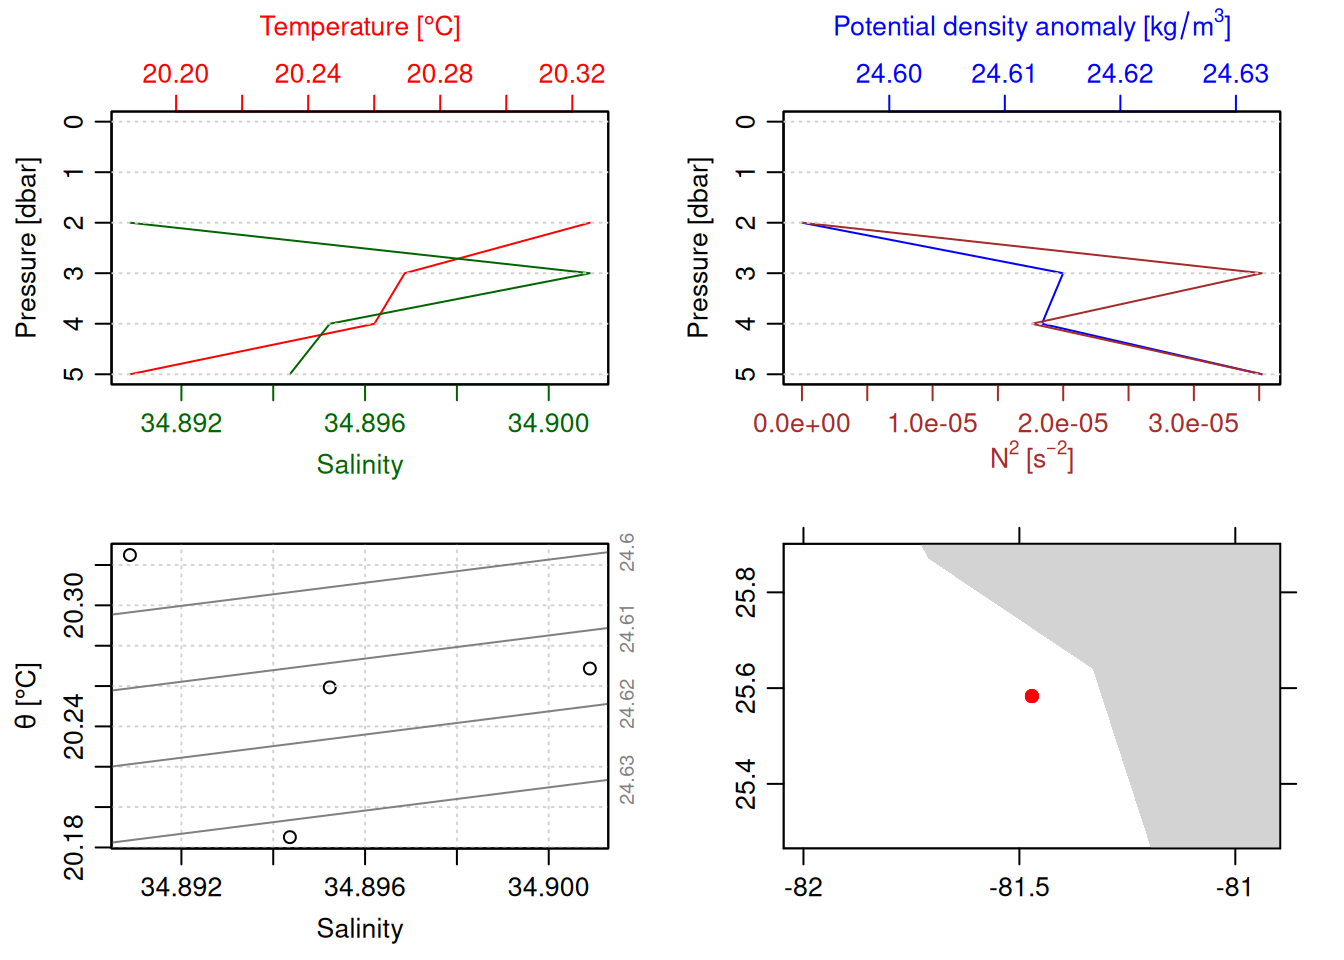 Temperature [°C]
20.20 20.24 20.28 20.32
Pressure [dbar]
0 1 2 3 4 5
34.892 34.896 34.900
Salinity
Potential density anomaly [kg/m³]
24.60 24.61 24.62 24.63
Pressure [dbar]
0 1 2 3 4 5
0.0e+00 1.0e-05 2.0e-05 3.0e-05
N² [s⁻²]
θ [°C]
20.30 20.24 20.18
24.6 24.61 24.62 24.63
34.892 34.896 34.900
Salinity
25.8 25.6 25.4
-82 -81.5 -81